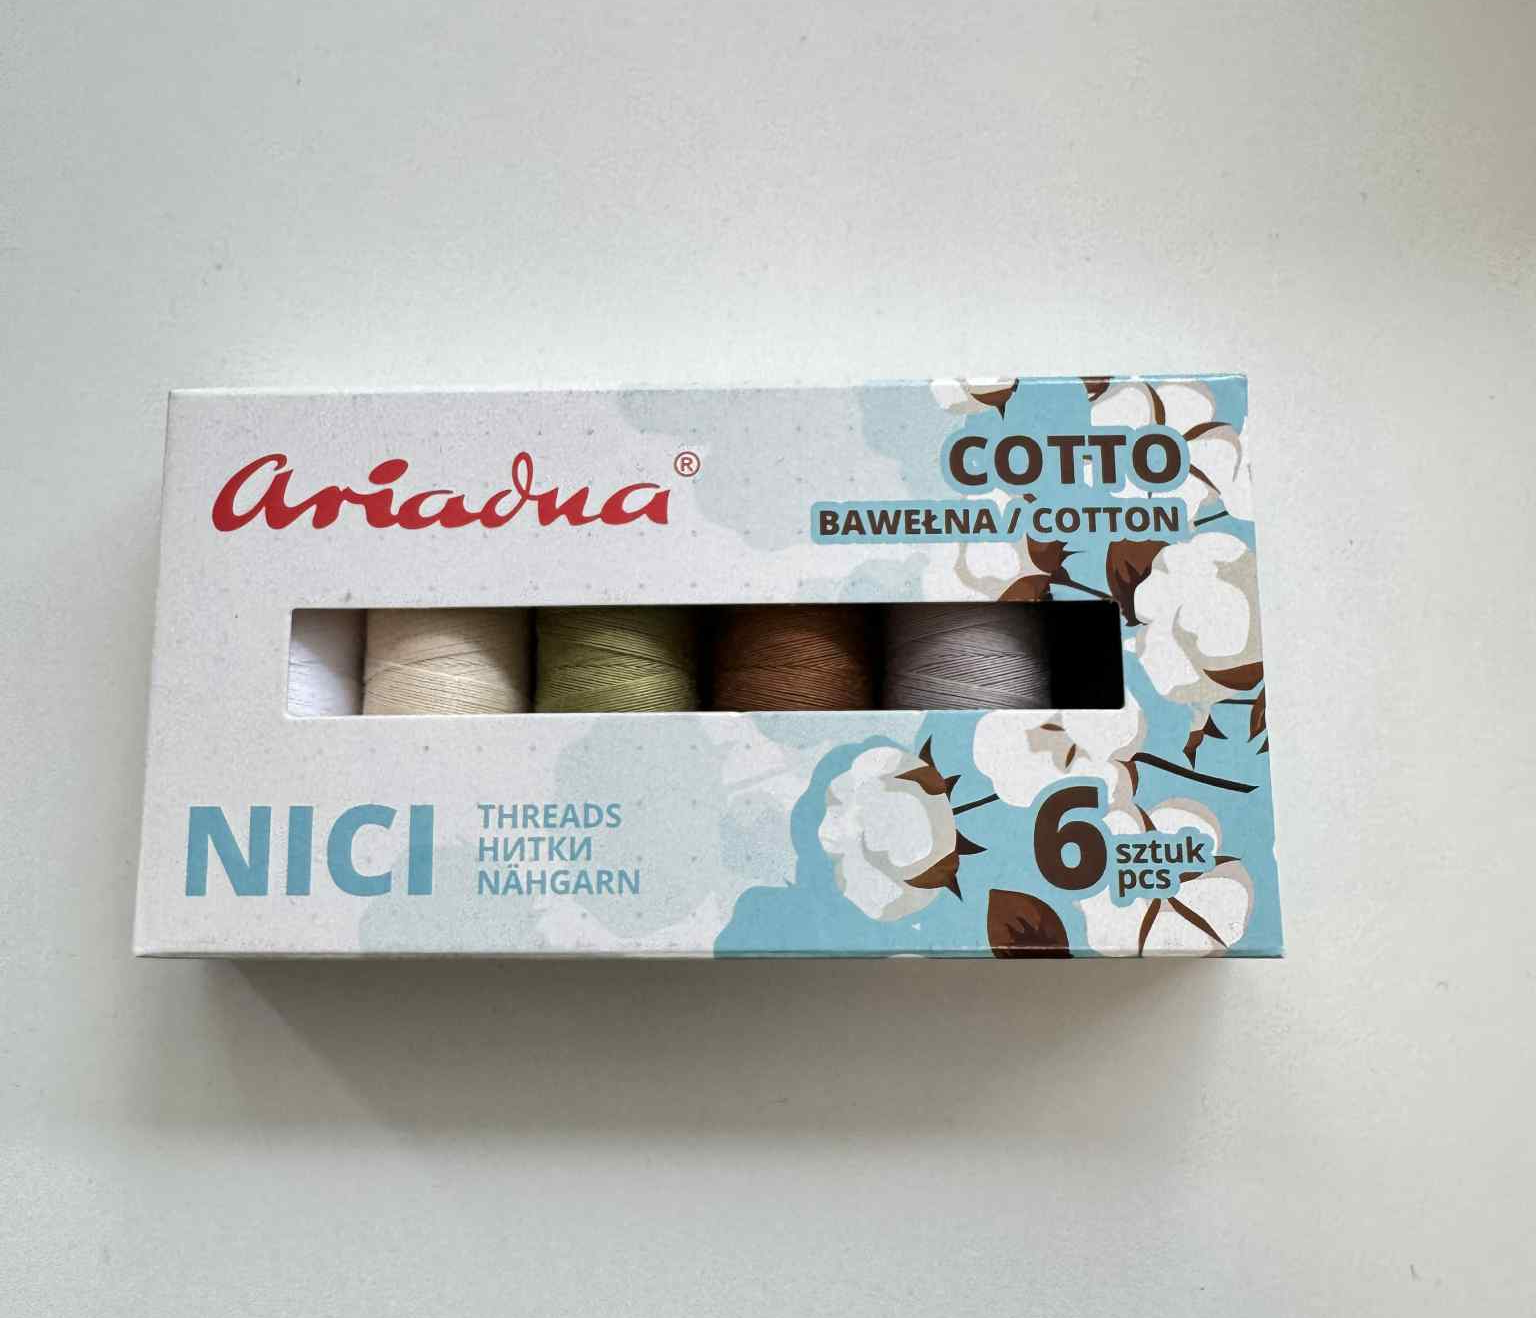 Ariadna®
COTTO
BAWEŁNA / COTTON
NICI
THREADS
НИТКИ
NÄHGARN
6 sztuk
pcs